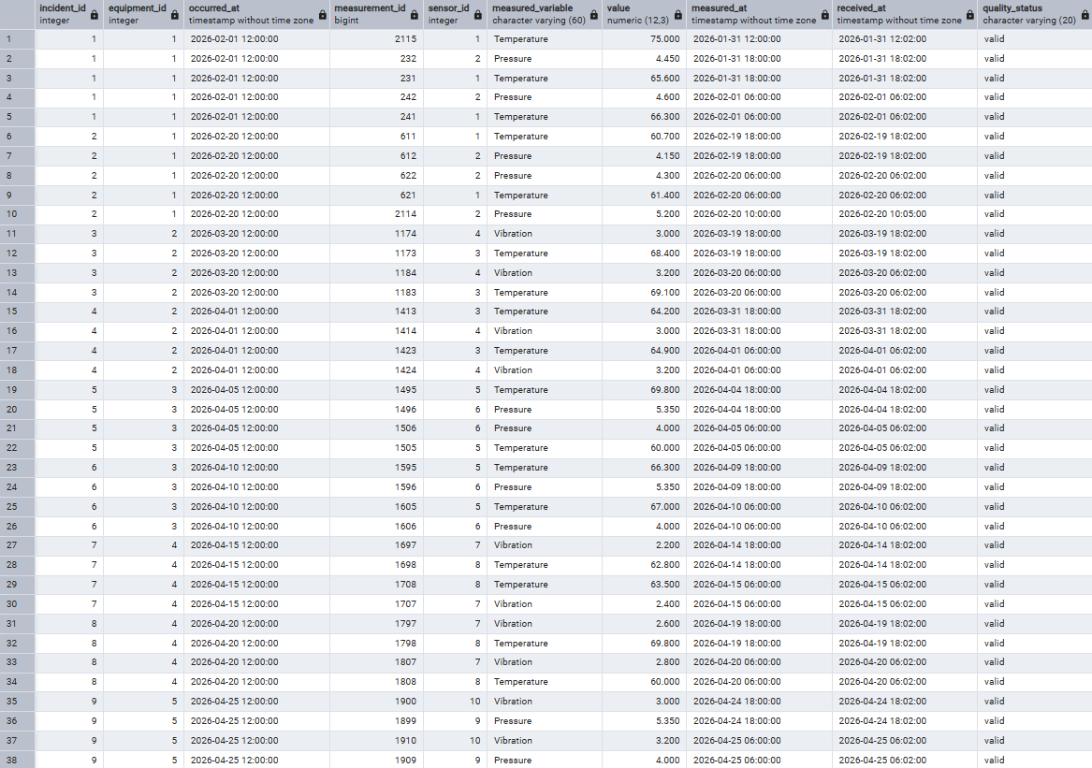 incident_id equipment_id occurred_at measurement_id sensor_id measured_variable value measured_at received_at quality_status
integer integer timestamp without time zone bigint integer character varying (60) numeric (12,3) timestamp without time zone timestamp without time zone character varying (20)
1 1 1 2026-02-01 12:00:00 2115 1 Temperature 75.000 2026-01-31 12:00:00 2026-01-31 12:02:00 valid
2 1 1 2026-02-01 12:00:00 232 2 Pressure 4.450 2026-01-31 18:00:00 2026-01-31 18:02:00 valid
3 1 1 2026-02-01 12:00:00 231 1 Temperature 65.600 2026-01-31 18:00:00 2026-01-31 18:02:00 valid
4 1 1 2026-02-01 12:00:00 242 2 Pressure 4.600 2026-02-01 06:00:00 2026-02-01 06:02:00 valid
5 1 1 2026-02-01 12:00:00 241 1 Temperature 66.300 2026-02-01 06:00:00 2026-02-01 06:02:00 valid
6 2 1 2026-02-20 12:00:00 611 1 Temperature 60.700 2026-02-19 18:00:00 2026-02-19 18:02:00 valid
7 2 1 2026-02-20 12:00:00 612 2 Pressure 4.150 2026-02-19 18:00:00 2026-02-19 18:02:00 valid
8 2 1 2026-02-20 12:00:00 622 2 Pressure 4.300 2026-02-20 06:00:00 2026-02-20 06:02:00 valid
9 2 1 2026-02-20 12:00:00 621 1 Temperature 61.400 2026-02-20 06:00:00 2026-02-20 06:02:00 valid
10 2 1 2026-02-20 12:00:00 2114 2 Pressure 5.200 2026-02-20 10:00:00 2026-02-20 10:05:00 valid
11 3 2 2026-03-20 12:00:00 1174 4 Vibration 3.000 2026-03-19 18:00:00 2026-03-19 18:02:00 valid
12 3 2 2026-03-20 12:00:00 1173 3 Temperature 68.400 2026-03-19 18:00:00 2026-03-19 18:02:00 valid
13 3 2 2026-03-20 12:00:00 1184 4 Vibration 3.200 2026-03-20 06:00:00 2026-03-20 06:02:00 valid
14 3 2 2026-03-20 12:00:00 1183 3 Temperature 69.100 2026-03-20 06:00:00 2026-03-20 06:02:00 valid
15 4 2 2026-04-01 12:00:00 1413 3 Temperature 64.200 2026-03-31 18:00:00 2026-03-31 18:02:00 valid
16 4 2 2026-04-01 12:00:00 1414 4 Vibration 3.000 2026-03-31 18:00:00 2026-03-31 18:02:00 valid
17 4 2 2026-04-01 12:00:00 1423 3 Temperature 64.900 2026-04-01 06:00:00 2026-04-01 06:02:00 valid
18 4 2 2026-04-01 12:00:00 1424 4 Vibration 3.200 2026-04-01 06:00:00 2026-04-01 06:02:00 valid
19 5 3 2026-04-05 12:00:00 1495 5 Temperature 69.800 2026-04-04 18:00:00 2026-04-04 18:02:00 valid
20 5 3 2026-04-05 12:00:00 1496 6 Pressure 5.350 2026-04-04 18:00:00 2026-04-04 18:02:00 valid
21 5 3 2026-04-05 12:00:00 1506 6 Pressure 4.000 2026-04-05 06:00:00 2026-04-05 06:02:00 valid
22 5 3 2026-04-05 12:00:00 1505 5 Temperature 60.000 2026-04-05 06:00:00 2026-04-05 06:02:00 valid
23 6 3 2026-04-10 12:00:00 1595 5 Temperature 66.300 2026-04-09 18:00:00 2026-04-09 18:02:00 valid
24 6 3 2026-04-10 12:00:00 1596 6 Pressure 5.350 2026-04-09 18:00:00 2026-04-09 18:02:00 valid
25 6 3 2026-04-10 12:00:00 1605 5 Temperature 67.000 2026-04-10 06:00:00 2026-04-10 06:02:00 valid
26 6 3 2026-04-10 12:00:00 1606 6 Pressure 4.000 2026-04-10 06:00:00 2026-04-10 06:02:00 valid
27 7 4 2026-04-15 12:00:00 1697 7 Vibration 2.200 2026-04-14 18:00:00 2026-04-14 18:02:00 valid
28 7 4 2026-04-15 12:00:00 1698 8 Temperature 62.800 2026-04-14 18:00:00 2026-04-14 18:02:00 valid
29 7 4 2026-04-15 12:00:00 1708 8 Temperature 63.500 2026-04-15 06:00:00 2026-04-15 06:02:00 valid
30 7 4 2026-04-15 12:00:00 1707 7 Vibration 2.400 2026-04-15 06:00:00 2026-04-15 06:02:00 valid
31 8 4 2026-04-20 12:00:00 1797 7 Vibration 2.600 2026-04-19 18:00:00 2026-04-19 18:02:00 valid
32 8 4 2026-04-20 12:00:00 1798 8 Temperature 69.800 2026-04-19 18:00:00 2026-04-19 18:02:00 valid
33 8 4 2026-04-20 12:00:00 1807 7 Vibration 2.800 2026-04-20 06:00:00 2026-04-20 06:02:00 valid
34 8 4 2026-04-20 12:00:00 1808 8 Temperature 60.000 2026-04-20 06:00:00 2026-04-20 06:02:00 valid
35 9 5 2026-04-25 12:00:00 1900 10 Vibration 3.000 2026-04-24 18:00:00 2026-04-24 18:02:00 valid
36 9 5 2026-04-25 12:00:00 1899 9 Pressure 5.350 2026-04-24 18:00:00 2026-04-24 18:02:00 valid
37 9 5 2026-04-25 12:00:00 1910 10 Vibration 3.200 2026-04-25 06:00:00 2026-04-25 06:02:00 valid
38 9 5 2026-04-25 12:00:00 1909 9 Pressure 4.000 2026-04-25 06:00:00 2026-04-25 06:02:00 valid